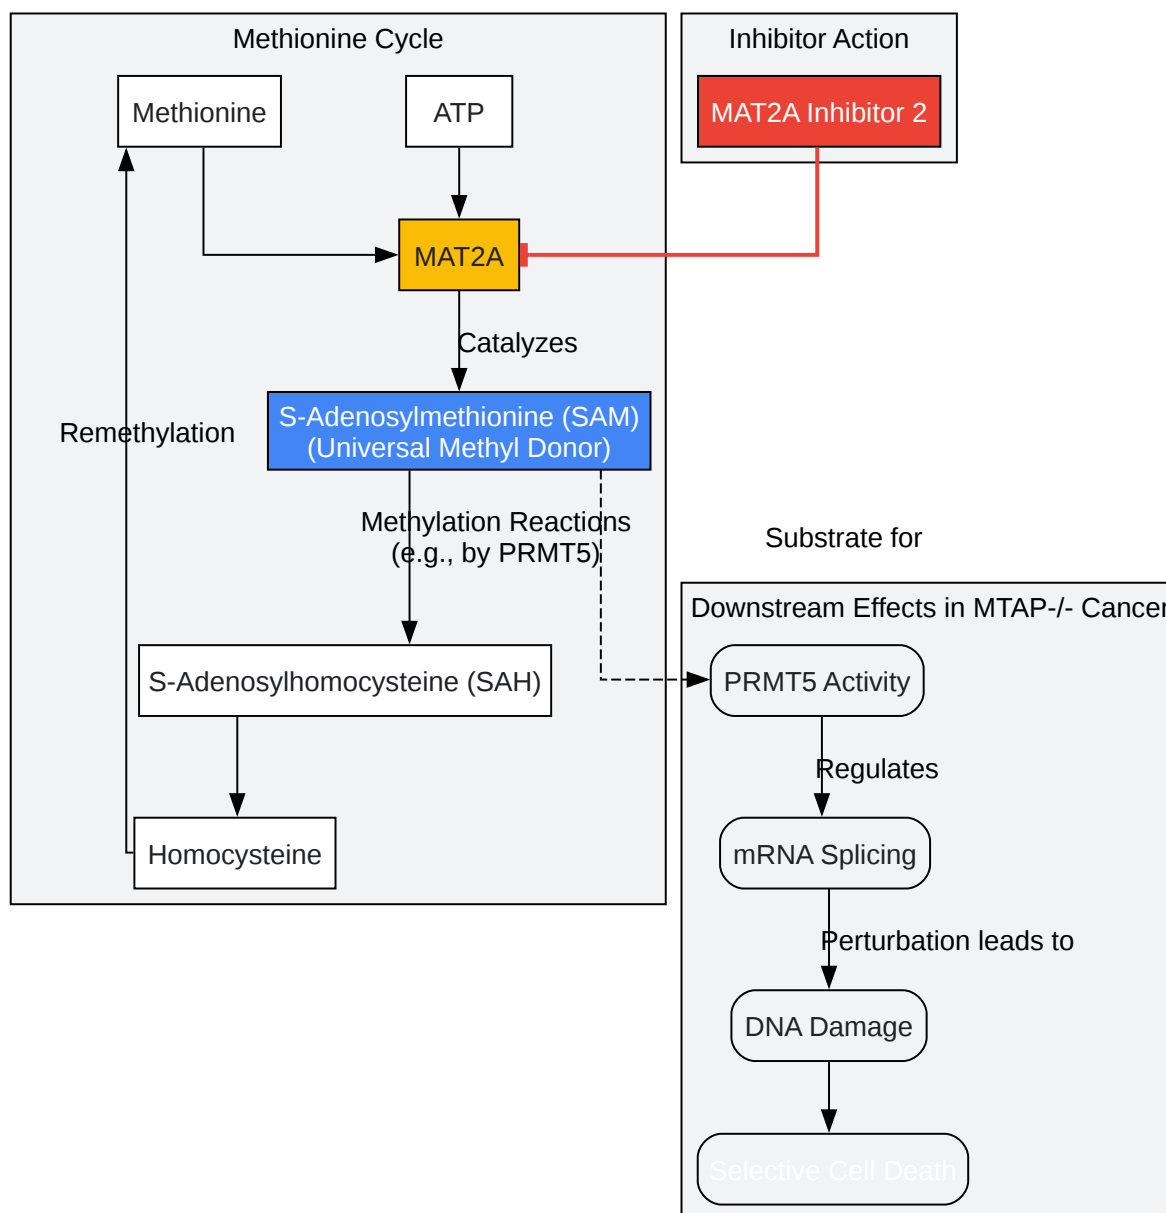 Methionine Cycle
Inhibitor Action
Methionine
ATP
MAT2A Inhibitor 2
MAT2A
Catalyzes
S-Adenosylmethionine (SAM)
(Universal Methyl Donor)
Remethylation
Methylation Reactions
(e.g., by PRMT5)
Substrate for
Downstream Effects in MTAP-/- Cancer
S-Adenosylhomocysteine (SAH)
PRMT5 Activity
Regulates
Homocysteine
mRNA Splicing
Perturbation leads to
DNA Damage
Selective Cell Death